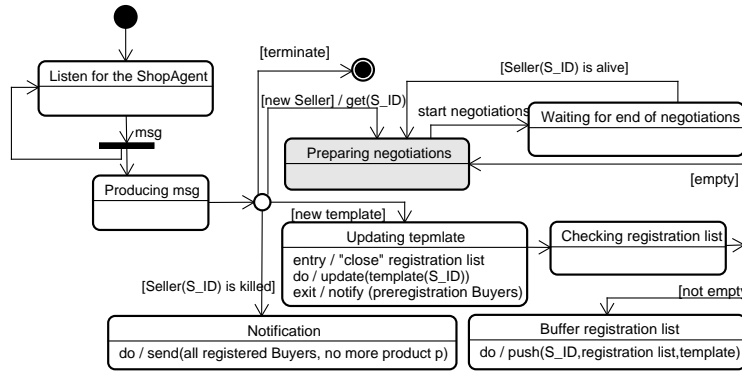 [terminate]
Listen for the ShopAgent
[Seller(S_ID) is alive]
[new Seller] / get(S_ID)
start negotiations
Waiting for end of negotiations
msg
Preparing negotiations
Producing msg
[empty]
[new template]
Updating tepmlate
entry / "close" registration list
do / update(template(S_ID))
exit / notify (preregistration Buyers)
Checking registration list
[Seller(S_ID) is killed]
[not empty
Notification
do / send(all registered Buyers, no more product p)
Buffer registration list
do / push(S_ID,registration list,template)